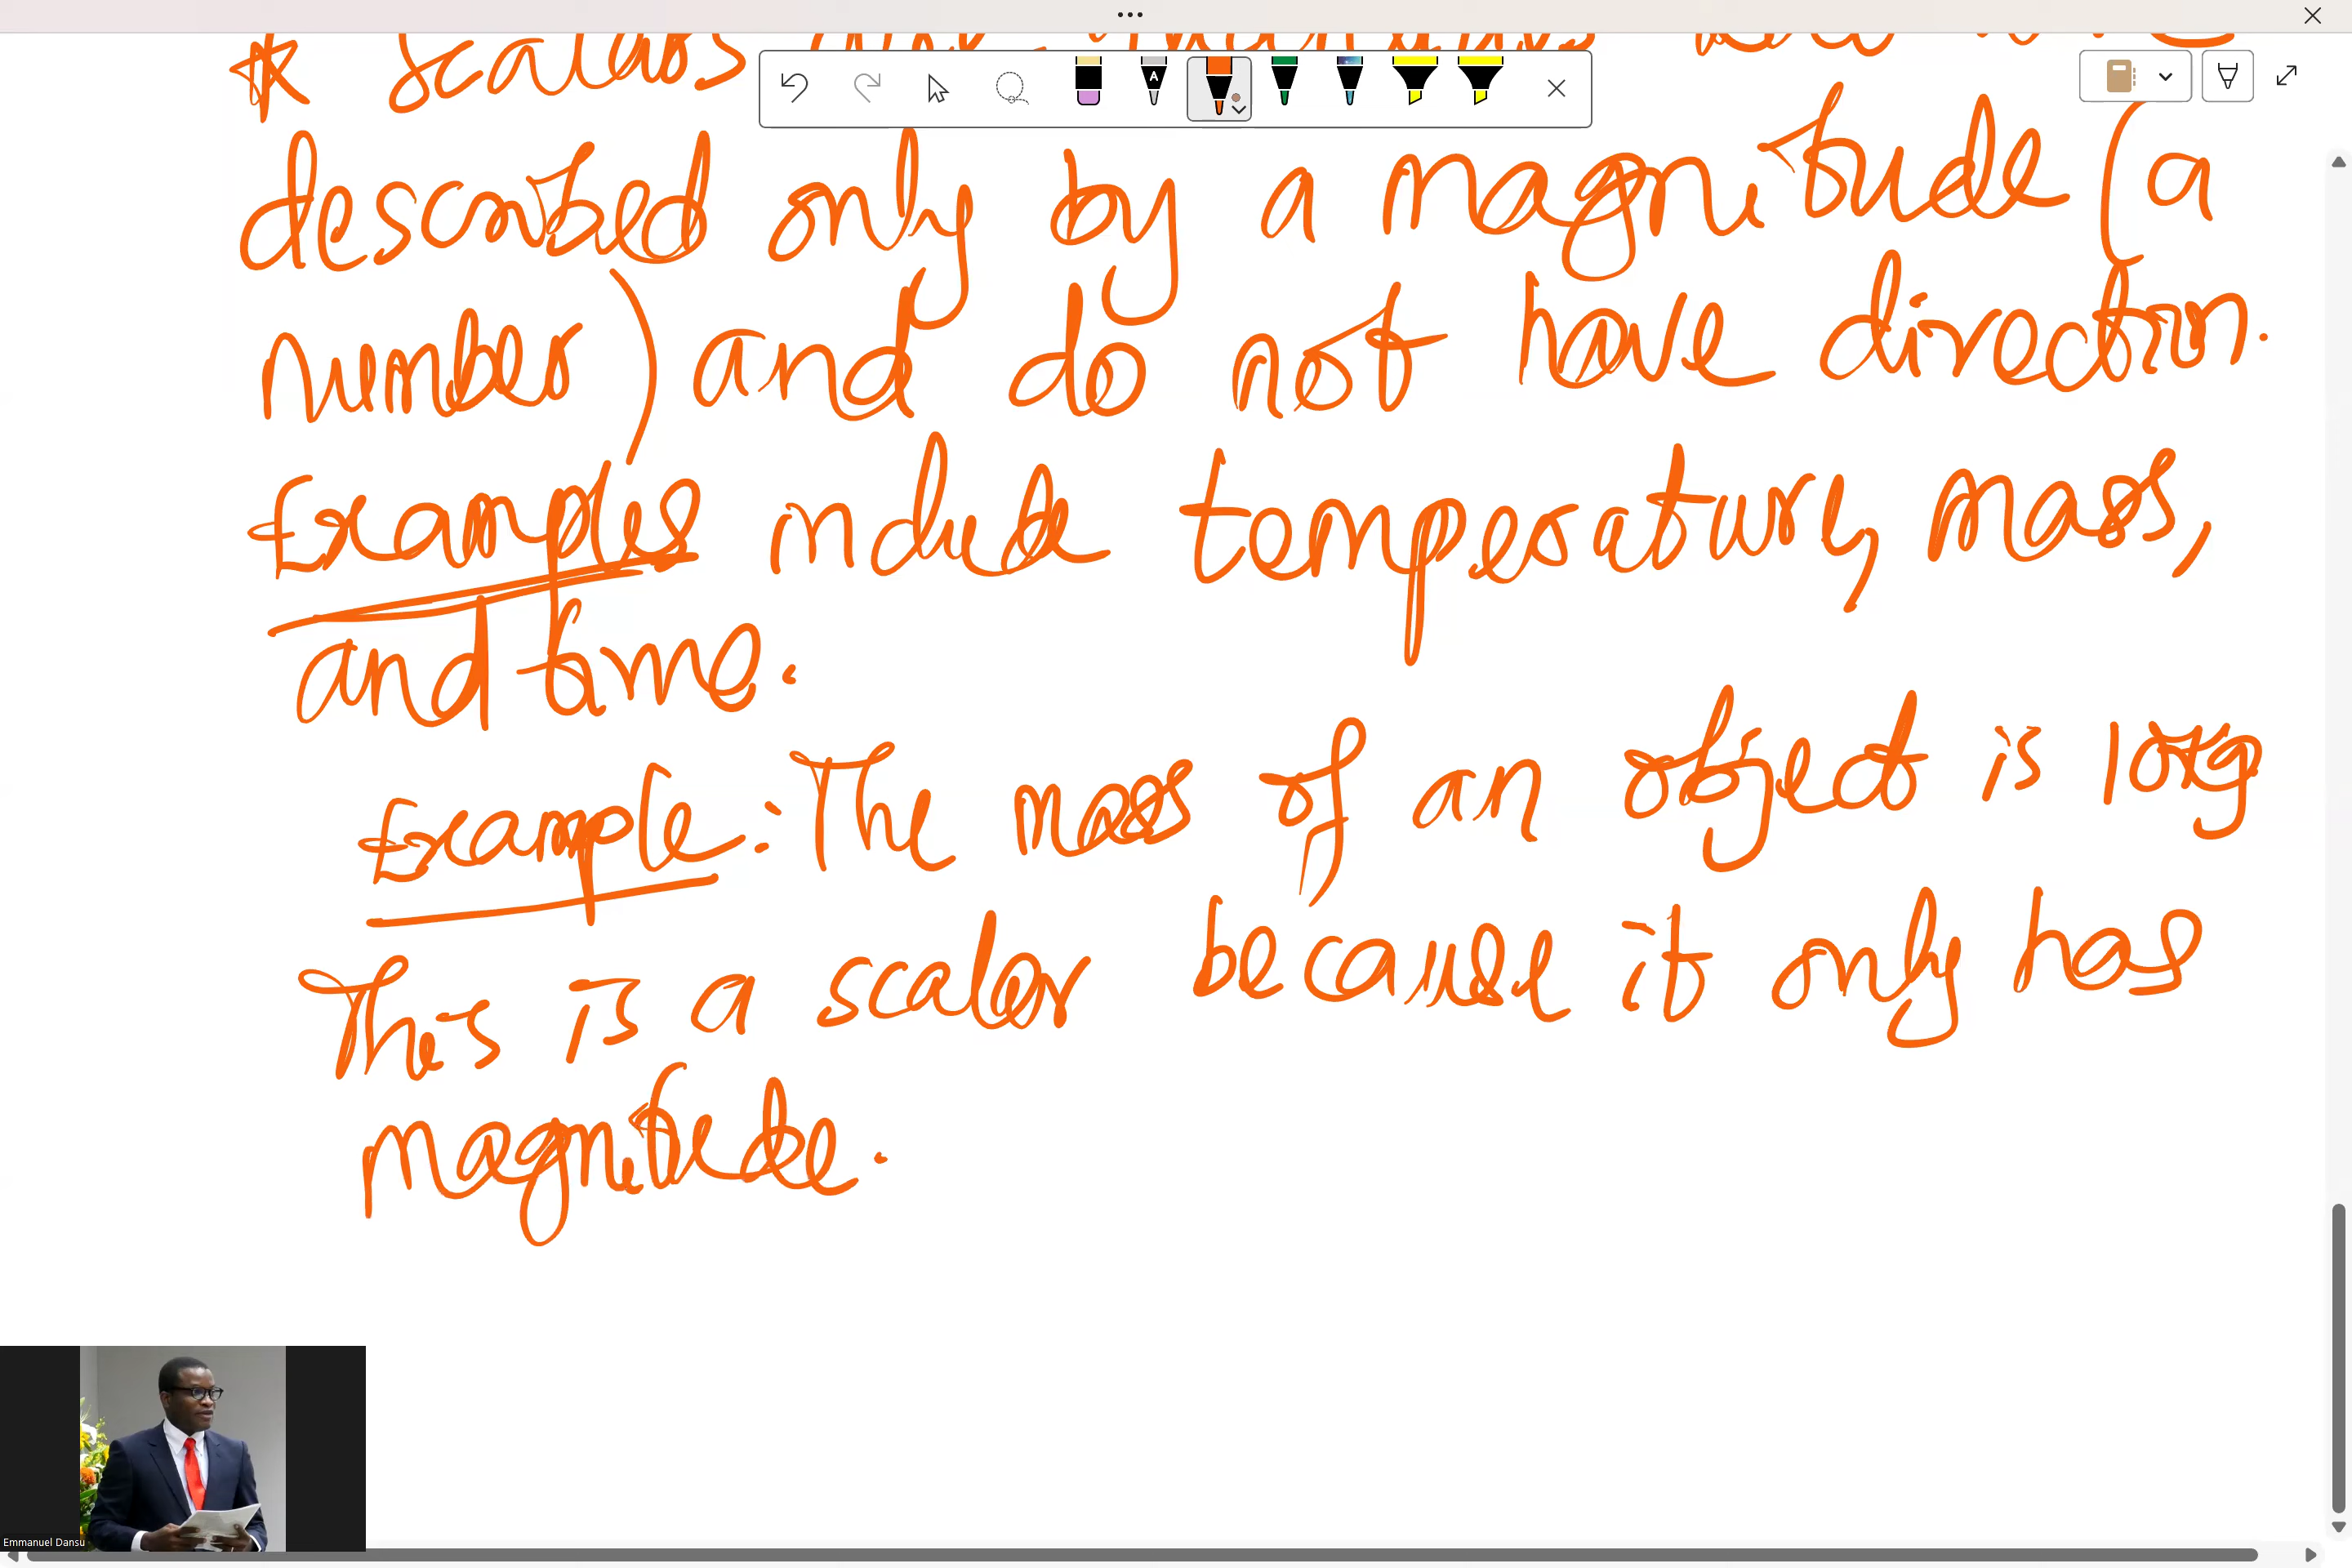 * Scalars are
described only by a magnitude (a
number) and do not have direction.
Examples include temperature, mass,
and time.
Example: The mass of an object is 10kg
This is a scalar because it only has
magnitude.
Emmanuel Dansu